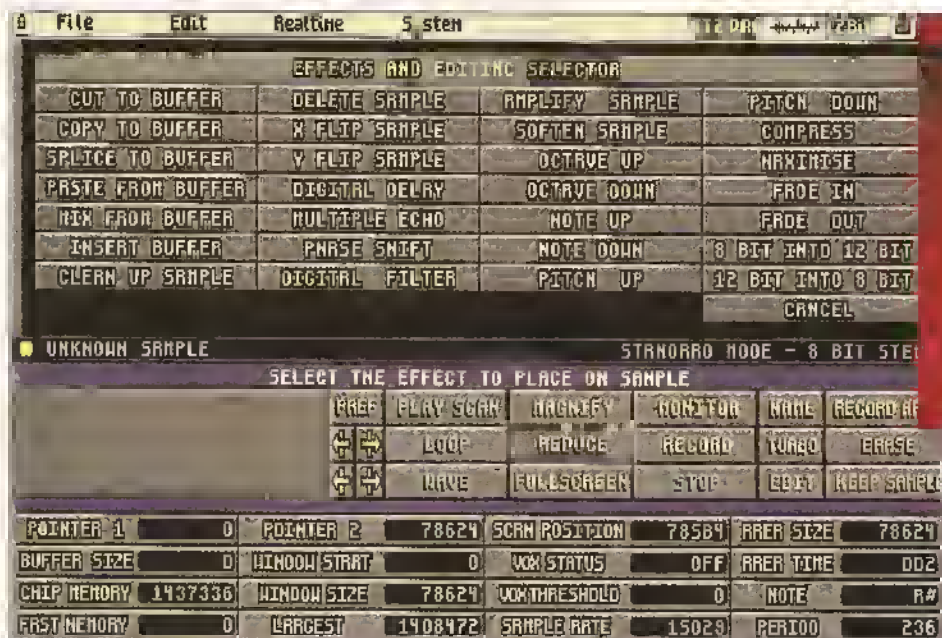 File Edit Realtime System
EFFECTS AND EDITING SELECTOR
CUT TO BUFFER DELETE SAMPLE AMPLIFY SAMPLE PITCH DOWN
COPY TO BUFFER X FLIP SAMPLE SOFTEN SAMPLE COMPRESS
SPLICE TO BUFFER Y FLIP SAMPLE OCTAVE UP MAXIMISE
PASTE FROM BUFFER DIGITAL DELAY OCTAVE DOWN FADE IN
MIX FROM BUFFER MULTIPLE ECHO NOTE UP FADE OUT
INSERT BUFFER PHASE SHIFT NOTE DOWN 8 BIT INTO 12 BIT
CLEAN UP SAMPLE DIGITAL FILTER PITCH UP 12 BIT INTO 8 BIT
CANCEL
UNKNOWN SAMPLE STANDARD MODE - 8 BIT STE
SELECT THE EFFECT TO PLACE ON SAMPLE
PREF PLAY SCAN MAGNIFY MONITOR NAME RECORD
LOOP REDUCE RECORD TURBO ERASE
WAVE FULLSCREEN STOP EDIT KEEP SAMPLE
POINTER 1 0 POINTER 2 78624 SCAN POSITION 78584 AREA SIZE 78624
BUFFER SIZE 0 WINDOW START 0 VOX STATUS OFF AREA TIME 002
CHIP MEMORY 1437336 WINDOW SIZE 78624 VOX THRESHOLD 0 NOTE A#
FAST MEMORY 0 LARGEST 1408472 SAMPLE RATE 15029 PERIOD 236